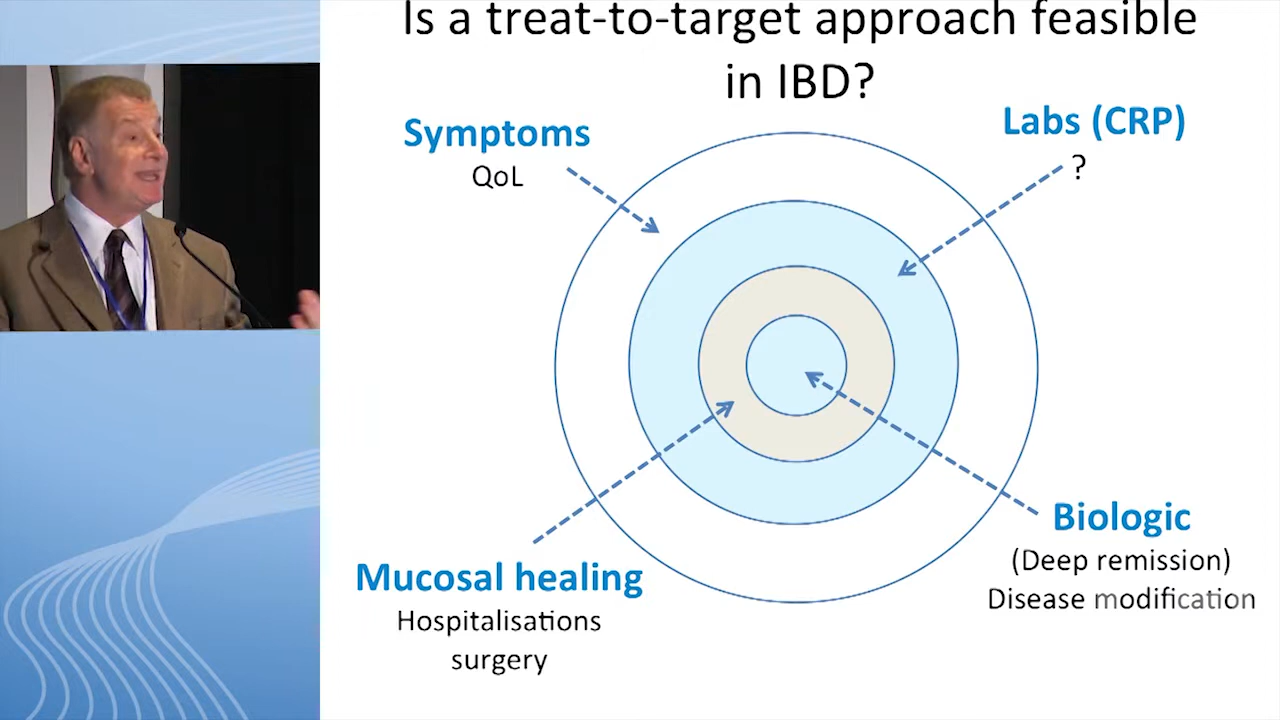 Is a treat-to-target approach feasible
in IBD?
Symptoms
QoL
Labs (CRP)
?
Mucosal healing
Hospitalisations
surgery
Biologic
(Deep remission)
Disease modification